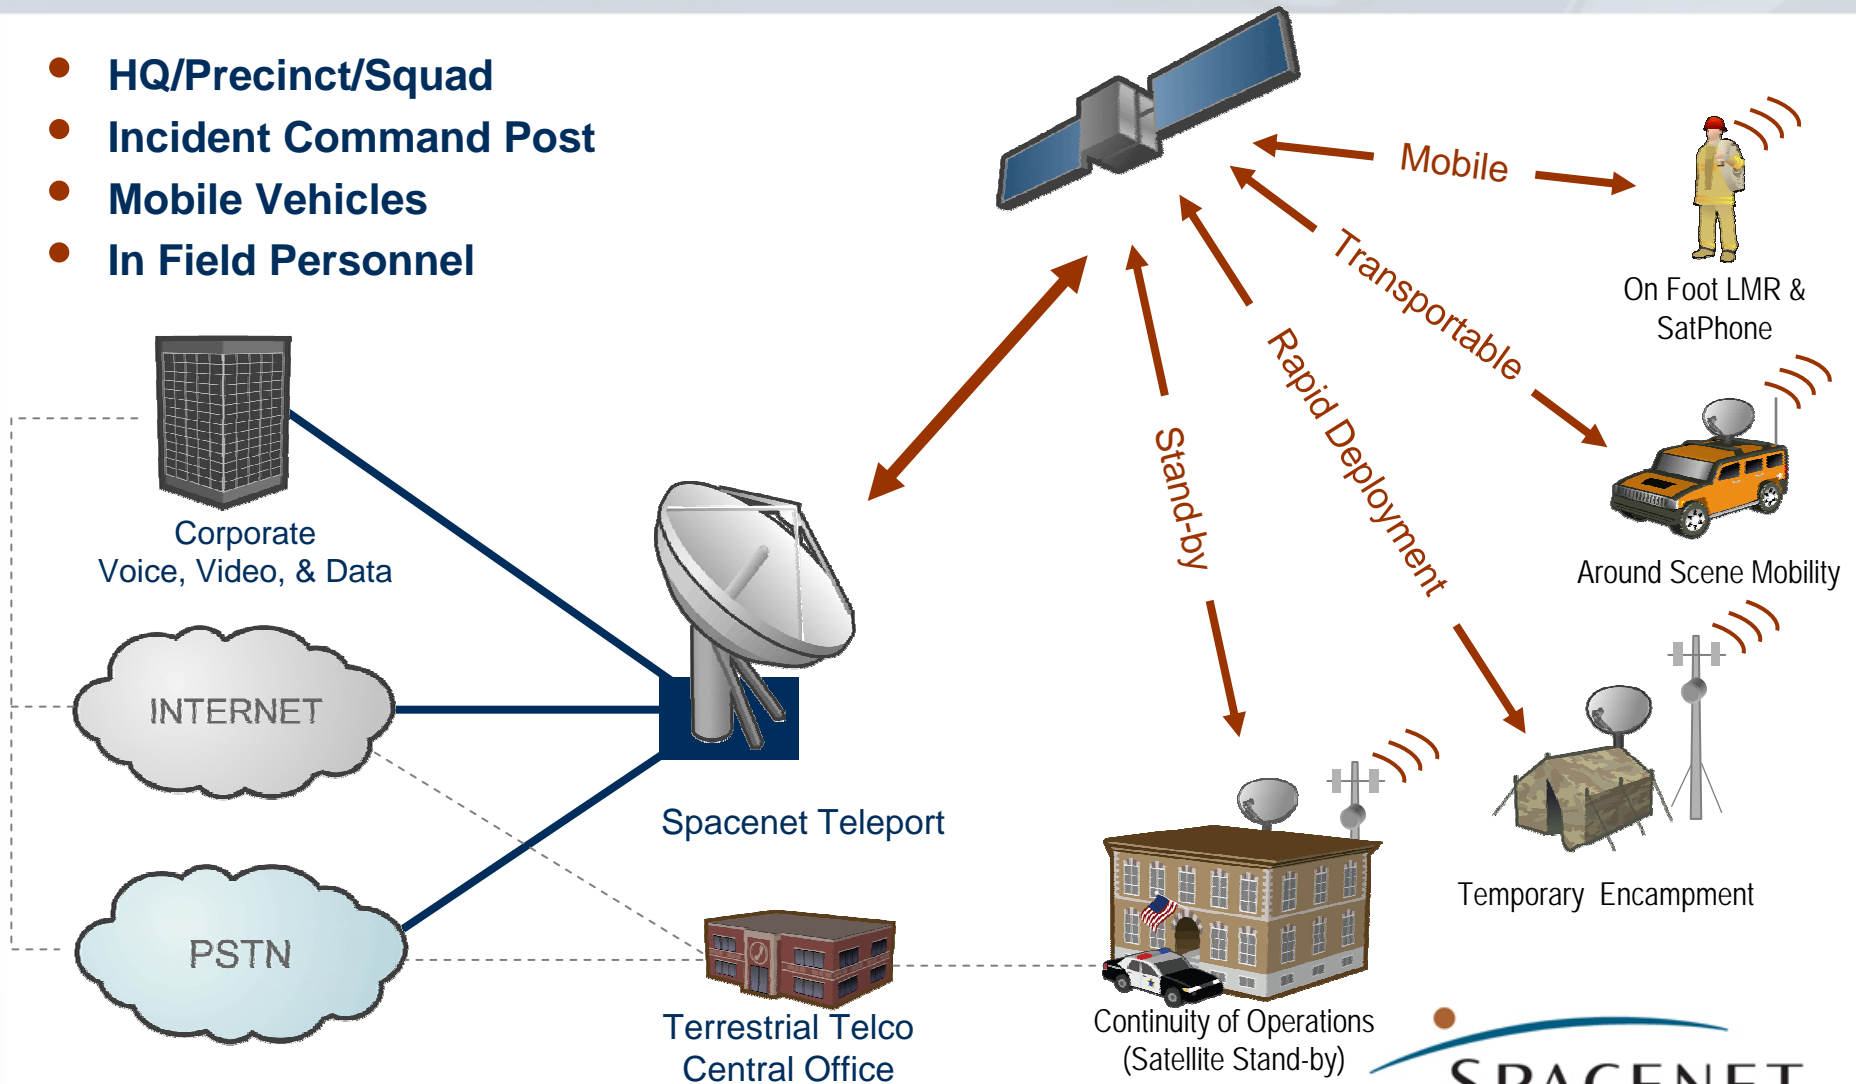 HQ/Precinct/Squad
Incident Command Post
Mobile Vehicles
In Field Personnel
Mobile
On Foot LMR &
SatPhone
Transportable
Around Scene Mobility
Rapid Deployment
Temporary Encampment
Stand-by
Continuity of Operations
(Satellite Stand-by)
Corporate
Voice, Video, & Data
INTERNET
PSTN
Spacenet Teleport
Terrestrial Telco
Central Office
SPACENET